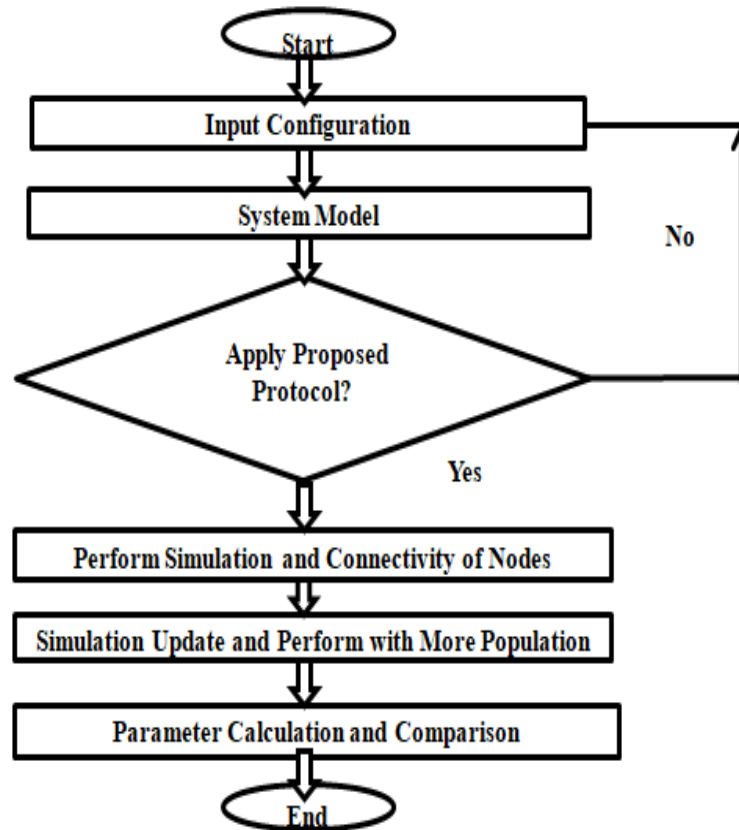 Start
Input Configuration
System Model
No
Apply Proposed
Protocol?
Yes
Perform Simulation and Connectivity of Nodes
Simulation Update and Perform with More Population
Parameter Calculation and Comparison
End